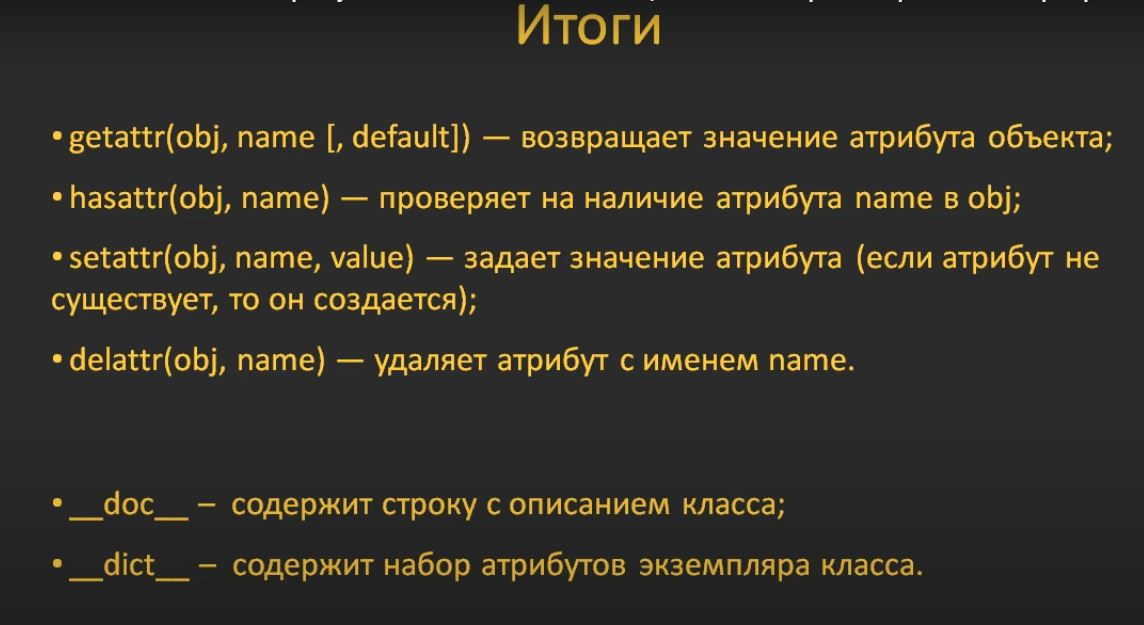 Итоги
• getattr(obj, name [, default]) — возвращает значение атрибута объекта;
• hasattr(obj, name) — проверяет на наличие атрибута name в obj;
• setattr(obj, name, value) — задает значение атрибута (если атрибут не
существует, то он создается);
• delattr(obj, name) — удаляет атрибут с именем name.
• __doc__ – содержит строку с описанием класса;
• __dict__ – содержит набор атрибутов экземпляра класса.